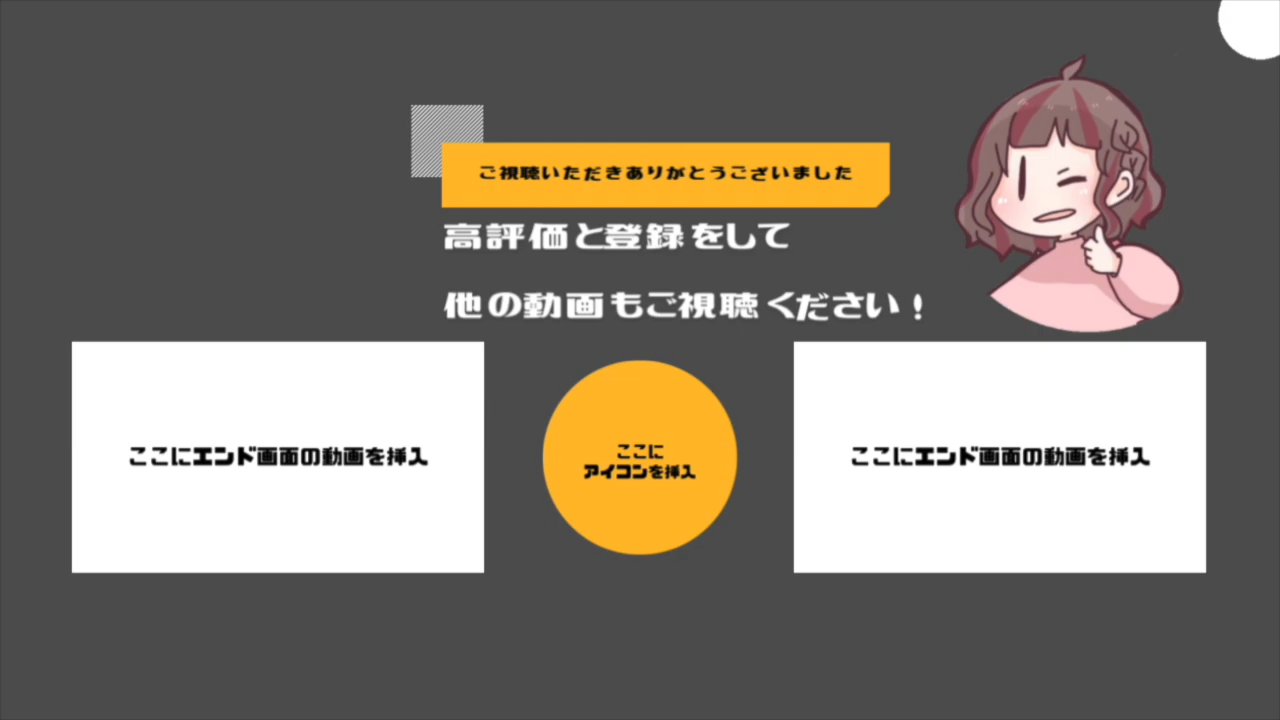 ご視聴いただきありがとうございました
高評価と登録をして
他の動画もご視聴ください！
ここにエンド画面の動画を挿入
ここに
アイコンを挿入
ここにエンド画面の動画を挿入